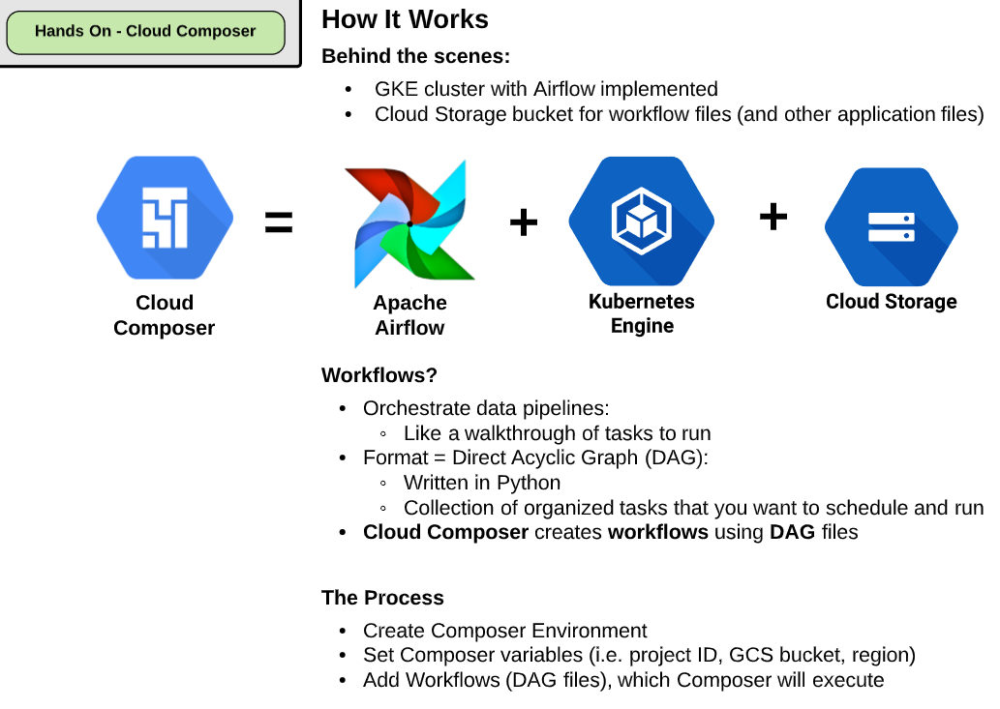 Hands On - Cloud Composer
How It Works
Behind the scenes:
• GKE cluster with Airflow implemented
• Cloud Storage bucket for workflow files (and other application files)
=
+
+
Cloud
Composer
Apache
Airflow
Kubernetes
Engine
Cloud Storage
Workflows?
• Orchestrate data pipelines:
◦ Like a walkthrough of tasks to run
• Format = Direct Acyclic Graph (DAG):
◦ Written in Python
◦ Collection of organized tasks that you want to schedule and run
• Cloud Composer creates workflows using DAG files
The Process
• Create Composer Environment
• Set Composer variables (i.e. project ID, GCS bucket, region)
• Add Workflows (DAG files), which Composer will execute